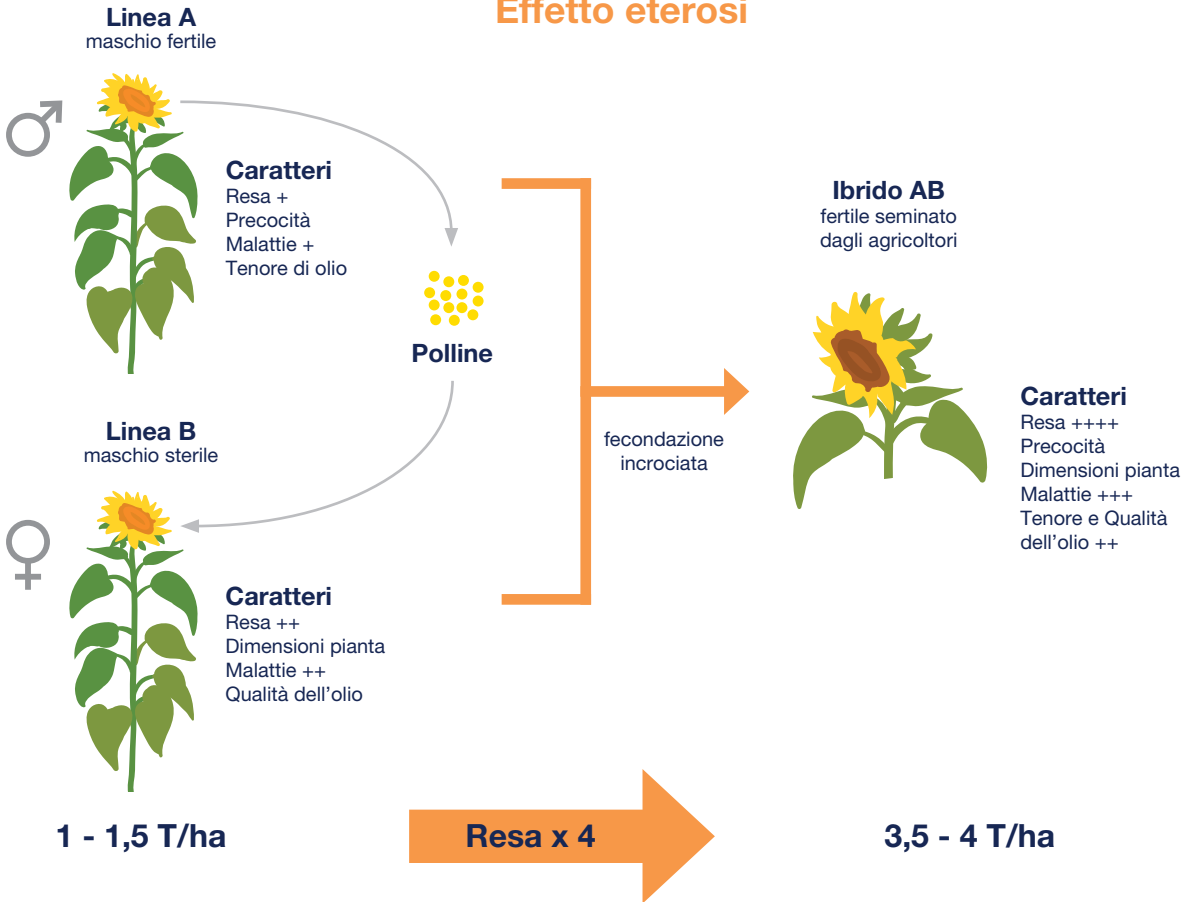 Effetto eterosi
Linea A
maschio fertile
Caratteri
Resa +
Precocità
Malattie +
Tenore di olio
Polline
Linea B
maschio sterile
Caratteri
Resa ++
Dimensioni pianta
Malattie ++
Qualità dell'olio
fecondazione
incrociata
Ibrido AB
fertile seminato
dagli agricoltori
Caratteri
Resa ++++
Precocità
Dimensioni pianta
Malattie +++
Tenore e Qualità
dell'olio ++
1 - 1,5 T/ha
Resa x 4
3,5 - 4 T/ha